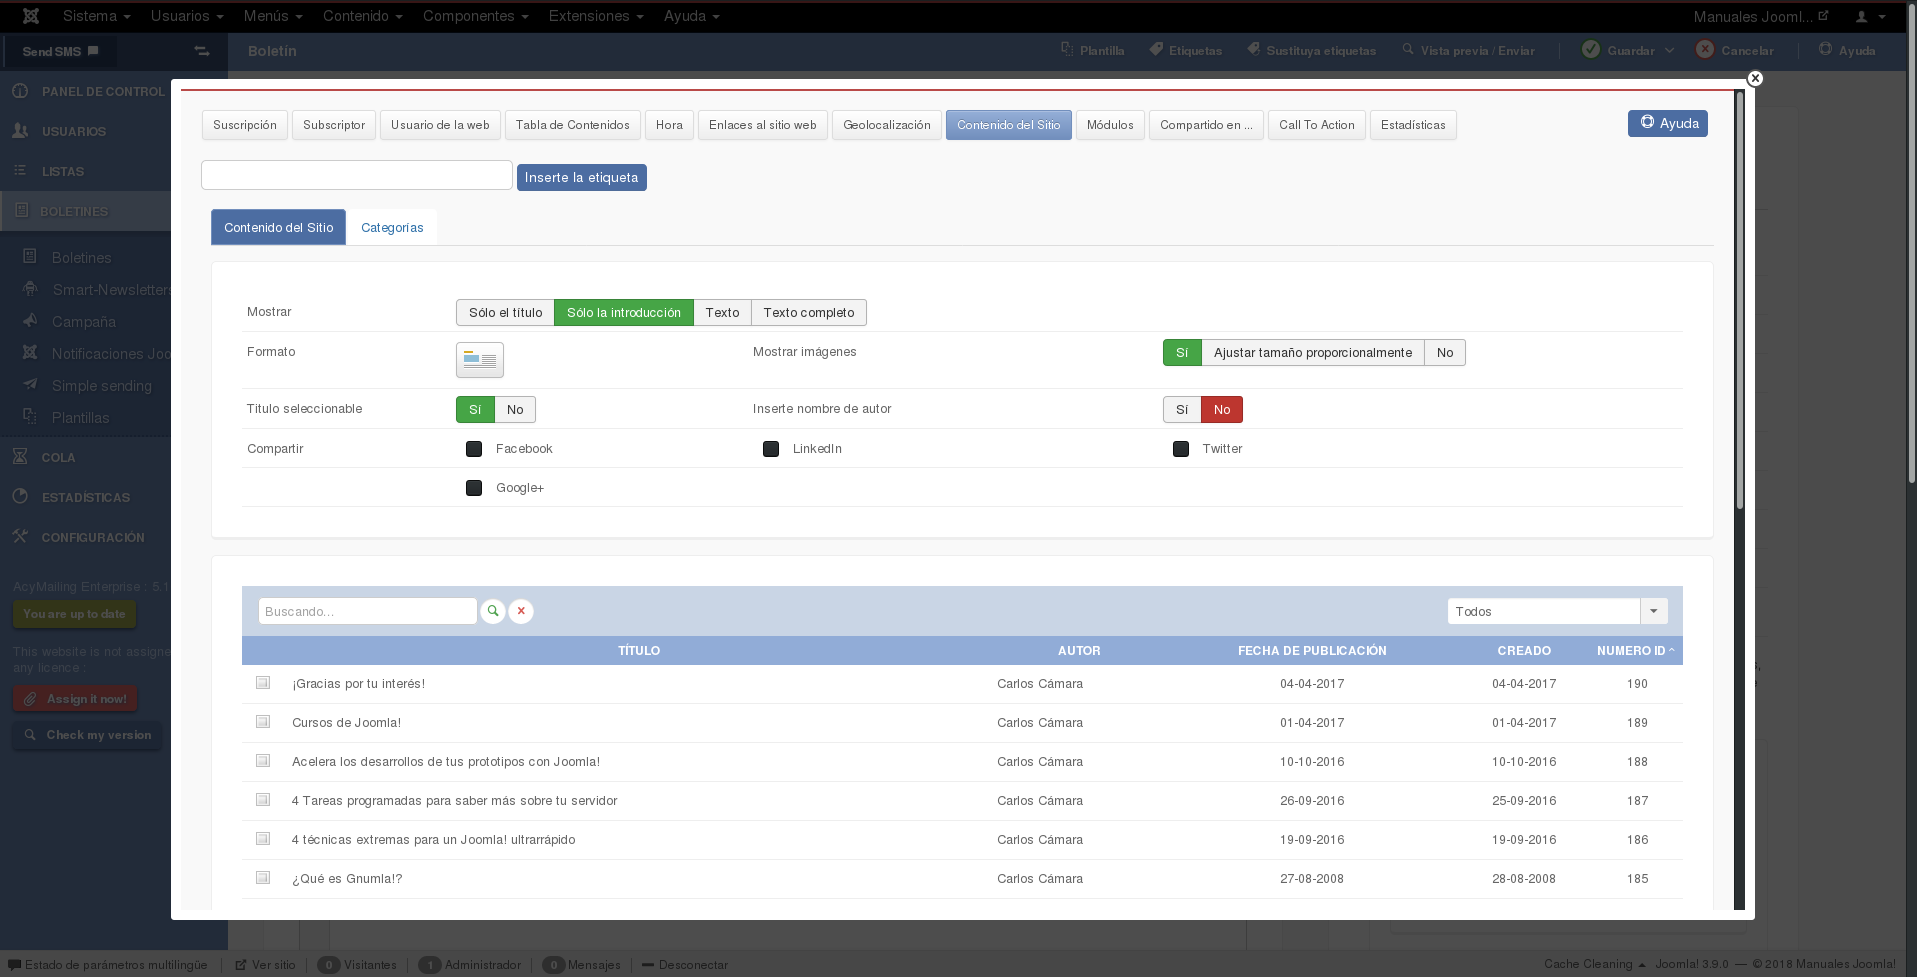 Sistema Usuarios Menús Contenido Componentes Extensiones Ayuda Manuales Jooml...
Send SMS Boletín Plantilla Etiquetas Sustituya etiquetas Vista previa / Enviar Guardar Cancelar Ayuda
PANEL DE CONTROL
USUARIOS
LISTAS
BOLETINES
Boletines
Smart-Newsletters
Campaña
Notificaciones Joo
Simple sending
Plantillas
COLA
ESTADÍSTICAS
CONFIGURACIÓN
AcyMailing Enterprise : 5.1
You are up to date
This website is not assigne
any licence :
Assign it now!
Check my version
Suscripción Subscriptor Usuario de la web Tabla de Contenidos Hora Enlaces al sitio web Geolocalización Contenido del Sitio Módulos Compartido en ... Call To Action Estadísticas Ayuda
Inserte la etiqueta
Contenido del Sitio Categorías
Mostrar Sólo el título Sólo la introducción Texto Texto completo
Formato Mostrar imágenes Sí Ajustar tamaño proporcionalmente No
Titulo seleccionable Sí No Inserte nombre de autor Sí No
Compartir Facebook LinkedIn Twitter
Google+
Buscando... Todos
TÍTULO AUTOR FECHA DE PUBLICACIÓN CREADO NUMERO ID
¡Gracias por tu interés! Carlos Cámara 04-04-2017 04-04-2017 190
Cursos de Joomla! Carlos Cámara 01-04-2017 01-04-2017 189
Acelera los desarrollos de tus prototipos con Joomla! Carlos Cámara 10-10-2016 10-10-2016 188
4 Tareas programadas para saber más sobre tu servidor Carlos Cámara 26-09-2016 25-09-2016 187
4 técnicas extremas para un Joomla! ultrarrápido Carlos Cámara 19-09-2016 19-09-2016 186
¿Qué es Gnumla!? Carlos Cámara 27-08-2008 28-08-2008 185
Estado de parámetros multilingüe Ver sitio 0 Visitantes 1 Administrador 0 Mensajes Desconectar Cache Cleaning Joomla! 3.9.0 — © 2018 Manuales Joomla!